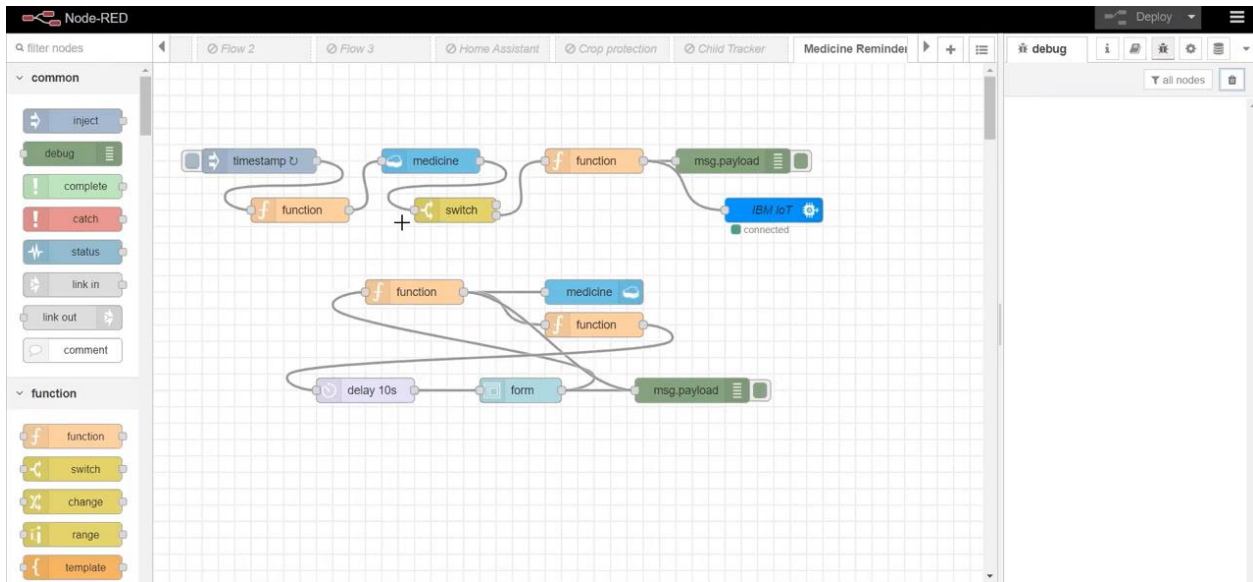 Node-RED
Deploy
filter nodes
Flow 2
Flow 3
Home Assistant
Crop protection
Child Tracker
Medicine Reminder
debug
i
all nodes
common
inject
debug
complete
catch
status
link in
link out
comment
function
function
switch
change
range
template
timestamp ↻
medicine
function
msg.payload
function
switch
IBM IoT
connected
function
medicine
function
delay 10s
form
msg.payload